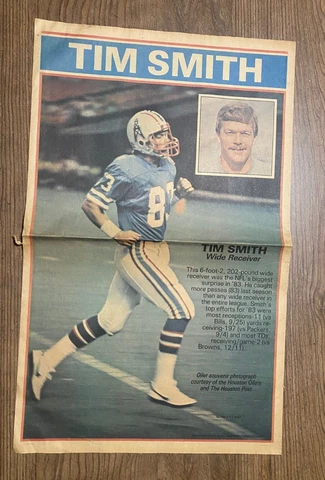 TIM SMITH
83
TIM SMITH
Wide Receiver
This 6-foot-2, 202-pound wide
receiver was the NFL's biggest
surprise in '83. He caught
more passes (83) last season
than any wide receiver in
the entire league. Smith's
top efforts for '83 were
most receptions-11 (vs
Bills, 9/25) yards re-
ceiving-197 (vs Packers,
9/4) and most TDs
receiving/game-2 (vs
Browns, 12/11).
Oiler souvenir photograph
courtesy of the Houston Oilers
and The Houston Post